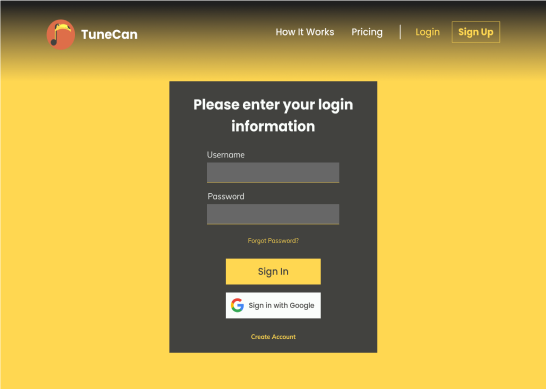 TuneCan
How It Works
Pricing
Login
Sign Up
Please enter your login
information
Username
Password
Forgot Password?
Sign In
Sign in with Google
Create Account